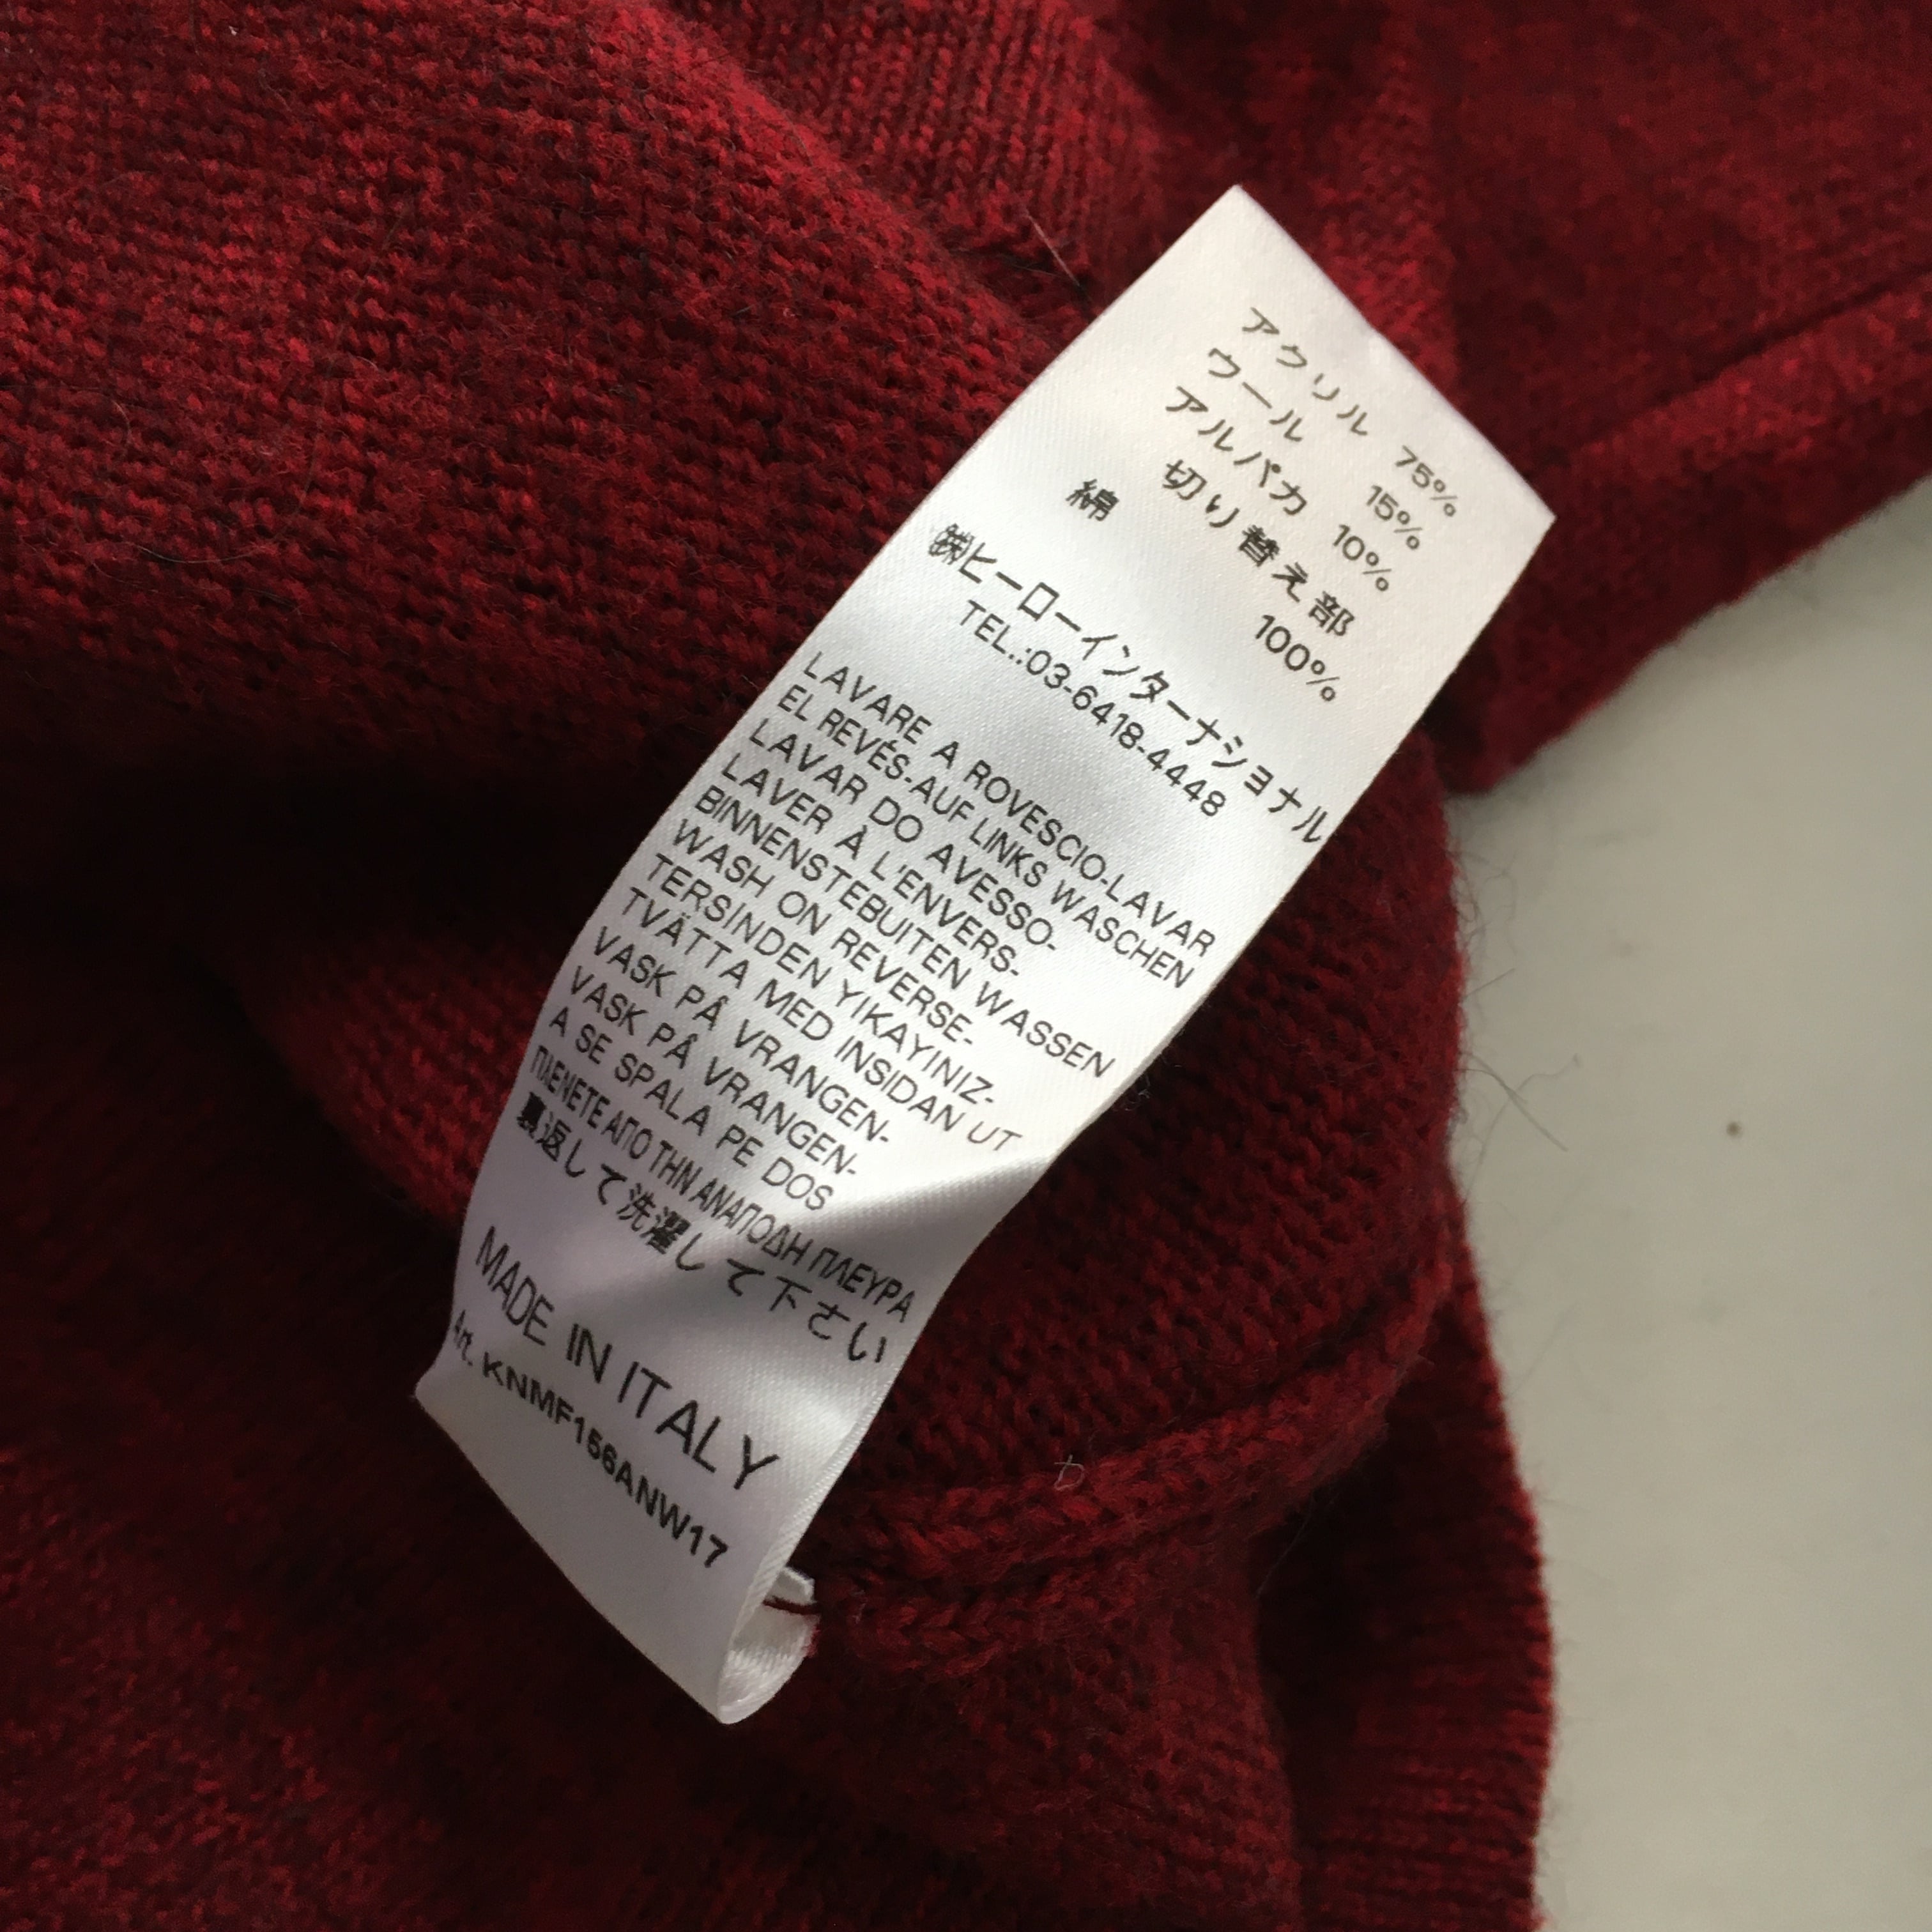 アクリル 75%
ウール 15%
アルパカ 10%
切り替え部
綿 100%
㈱ヒーローインターナショナル
TEL.:03-6418-4448
LAVARE A ROVESCIO-LAVAR
EL REVÉS-AUF LINKS WASCHEN
LAVAR DO AVESSO-
LAVER À L'ENVERS-
BINNENSTEBUITEN WASSEN
WASH ON REVERSE-
TERSINDEN YIKAYINIZ-
TVÄTTA MED INSIDAN UT
VASK PÅ VRANGEN-
VASK PÅ VRANGEN-
A SE SPALA PE DOS
ΠΛΕΝΕΤΕ ΑΠΟ ΤΗΝ ΑΝΑΠΟΔΗ ΠΛΕΥΡΑ
裏返して洗濯して下さい
MADE IN ITALY
Art. KNMF156ANW17